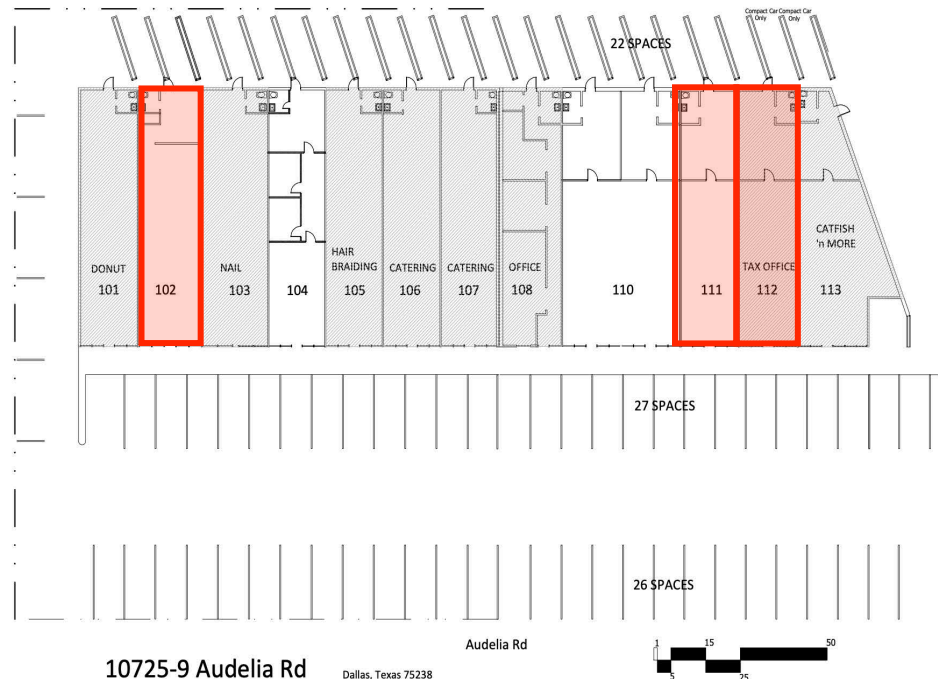 Compact Car Compact Car
Only Only
22 SPACES
DONUT
101
102
NAIL
103
104
HAIR
BRAIDING
105
CATERING
106
CATERING
107
OFFICE
108
110
111
TAX OFFICE
112
CATFISH
'n MORE
113
27 SPACES
26 SPACES
Audelia Rd
10725-9 Audelia Rd
Dallas, Texas 75238
1 15 50
5 25